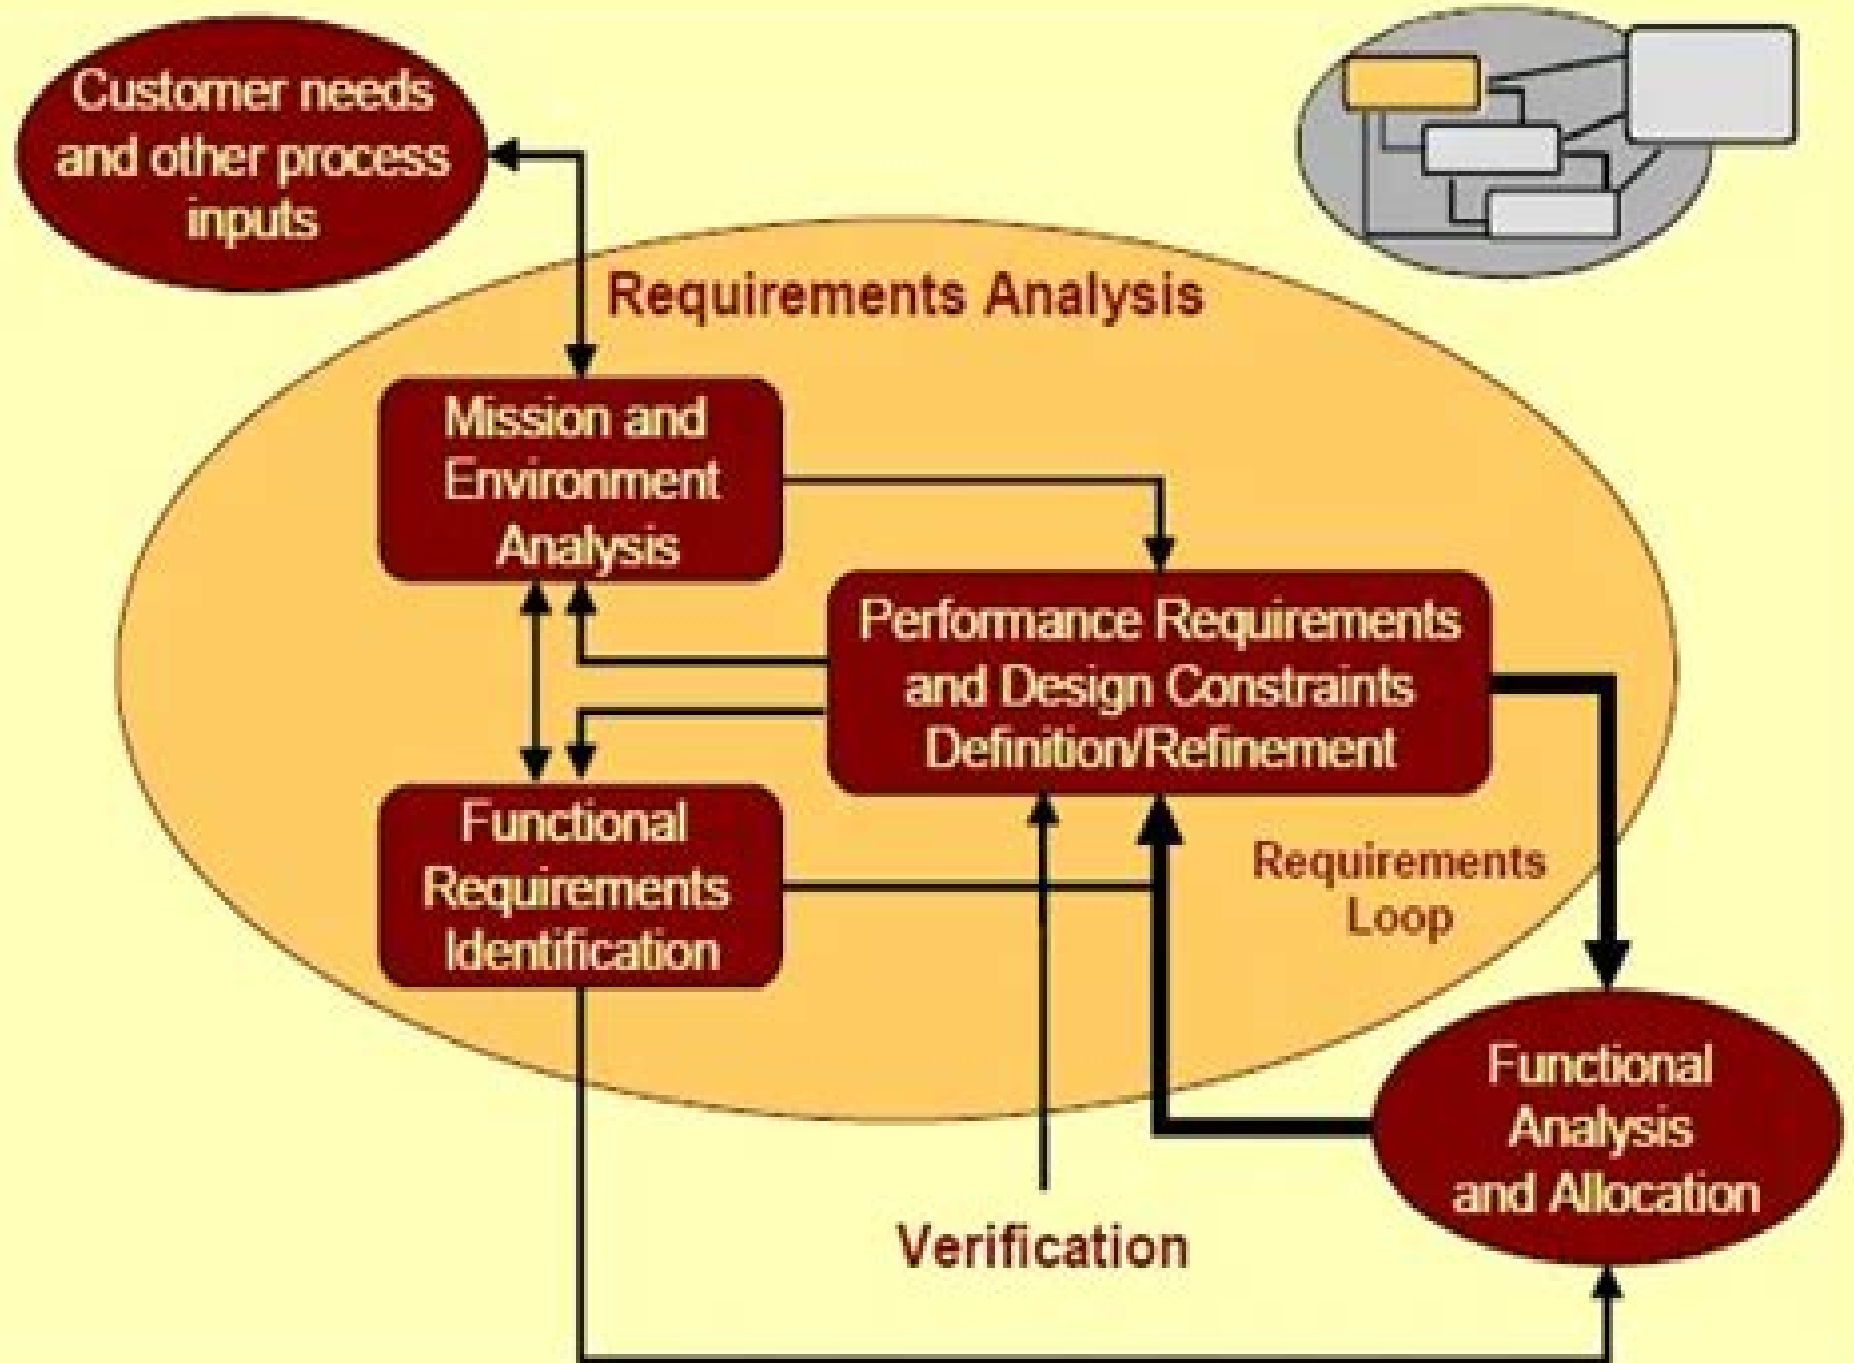 Customer needs
and other process
inputs
Requirements Analysis
Mission and
Environment
Analysis
Performance Requirements
and Design Constraints
Definition/Refinement
Functional
Requirements
Identification
Requirements
Loop
Functional
Analysis
and Allocation
Verification